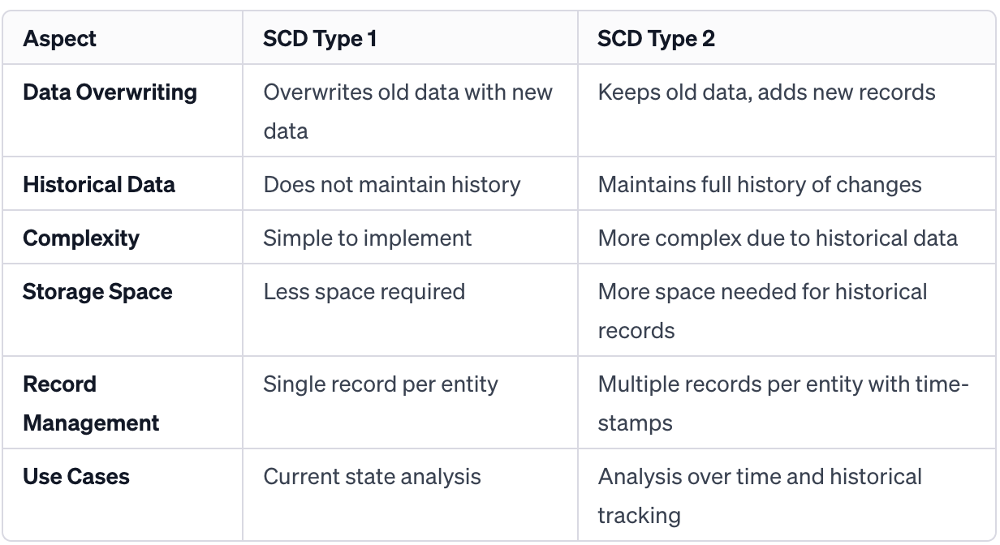 Aspect SCD Type 1 SCD Type 2
Data Overwriting Overwrites old data with new Keeps old data, adds new records
data
Historical Data Does not maintain history Maintains full history of changes
Complexity Simple to implement More complex due to historical data
Storage Space Less space required More space needed for historical
records
Record Single record per entity Multiple records per entity with time-
Management stamps
Use Cases Current state analysis Analysis over time and historical
tracking